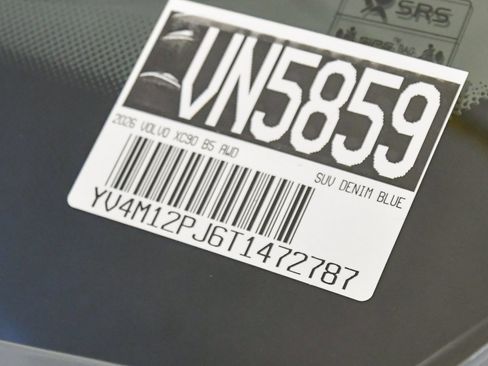 SRS
VN5859
2026 VOLVO XC90 B5 AWD
SUV DENIM BLUE
YV4M12PJ6T1472787